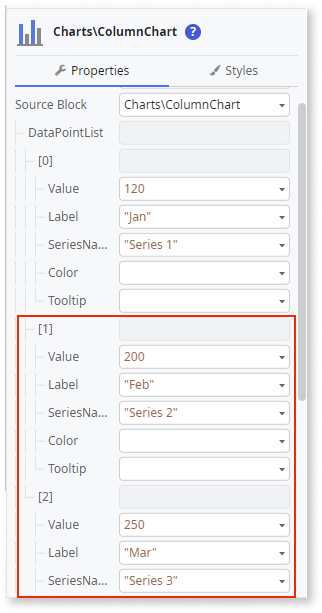 Charts\ColumnChart ?
Properties Styles
Source Block Charts\ColumnChart
DataPointList
[0]
Value 120
Label "Jan"
SeriesNa... "Series 1"
Color
Tooltip
[1]
Value 200
Label "Feb"
SeriesNa... "Series 2"
Color
Tooltip
[2]
Value 250
Label "Mar"
SeriesNa... "Series 3"